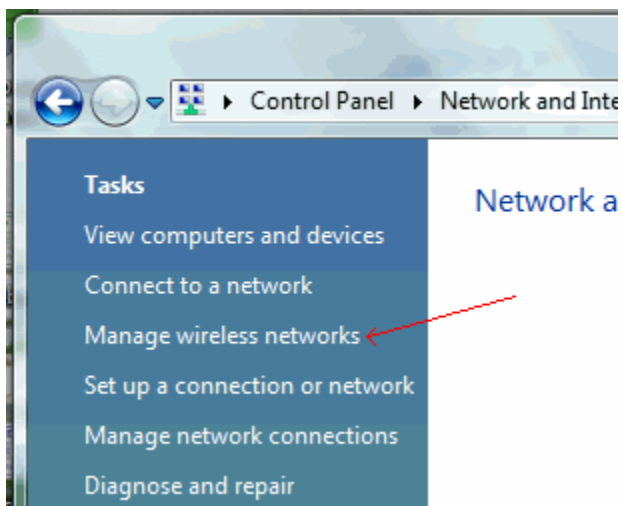 Control Panel Network and Inte
Tasks
Network a
View computers and devices
Connect to a network
Manage wireless networks
Set up a connection or network
Manage network connections
Diagnose and repair